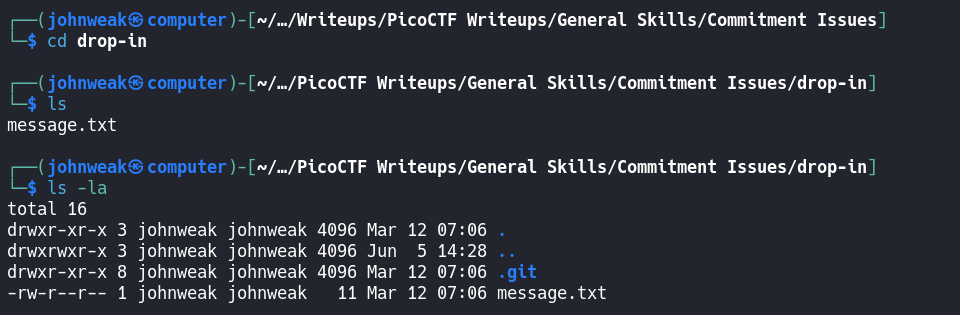 ┌──(johnweak㉿computer)-[~/…/Writeups/PicoCTF Writeups/General Skills/Commitment Issues]
└─$ cd drop-in
┌──(johnweak㉿computer)-[~/…/PicoCTF Writeups/General Skills/Commitment Issues/drop-in]
└─$ ls
message.txt
┌──(johnweak㉿computer)-[~/…/PicoCTF Writeups/General Skills/Commitment Issues/drop-in]
└─$ ls -la
total 16
drwxr-xr-x 3 johnweak johnweak 4096 Mar 12 07:06 .
drwxrwxr-x 3 johnweak johnweak 4096 Jun  5 14:28 ..
drwxr-xr-x 8 johnweak johnweak 4096 Mar 12 07:06 .git
-rw-r--r-- 1 johnweak johnweak   11 Mar 12 07:06 message.txt